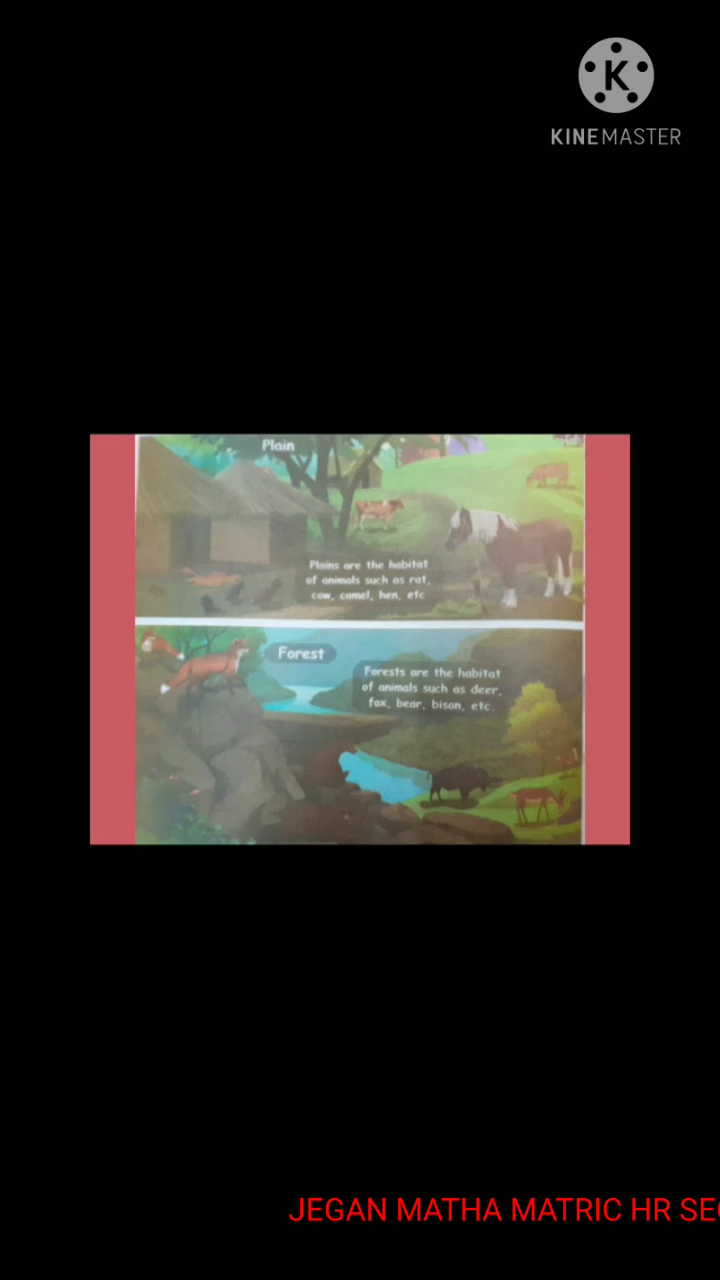 K
KINEMASTER
Plain
Plains are the habitat
of animals such as rat,
cow, camel, hen, etc
Forest
Forests are the habitat
of animals such as deer,
fox, bear, bison, etc.
JEGAN MATHA MATRIC HR SE